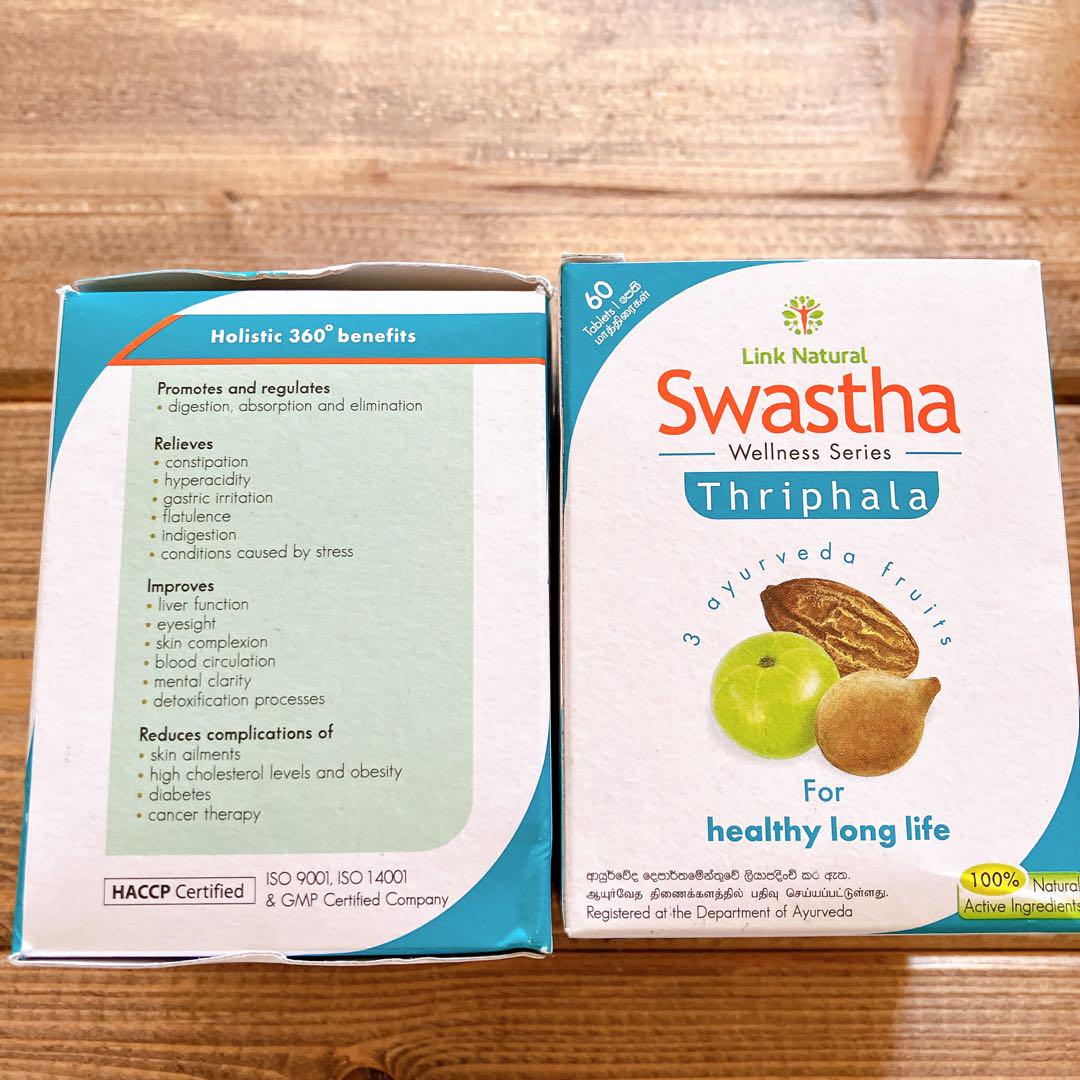 Holistic 360° benefits
Promotes and regulates
• digestion, absorption and elimination
Relieves
• constipation
• hyperacidity
• gastric irritation
• flatulence
• indigestion
• conditions caused by stress
Improves
• liver function
• eyesight
• skin complexion
• blood circulation
• mental clarity
• detoxification processes
Reduces complications of
• skin ailments
• high cholesterol levels and obesity
• diabetes
• cancer therapy
HACCP Certified
ISO 9001, ISO 14001
& GMP Certified Company
60
Tablets | පෙති
மாத்திரைகள்
Link Natural
Swastha
Wellness Series
Thriphala
3 ayurveda fruits
For
healthy long life
ආයුර්වේද දෙපාර්තමේන්තුවේ ලියාපදිංචි කර ඇත.
ஆயுர்வேத திணைக்களத்தில் பதிவு செய்யப்பட்டுள்ளது.
Registered at the Department of Ayurveda
100% Natural
Active Ingredients